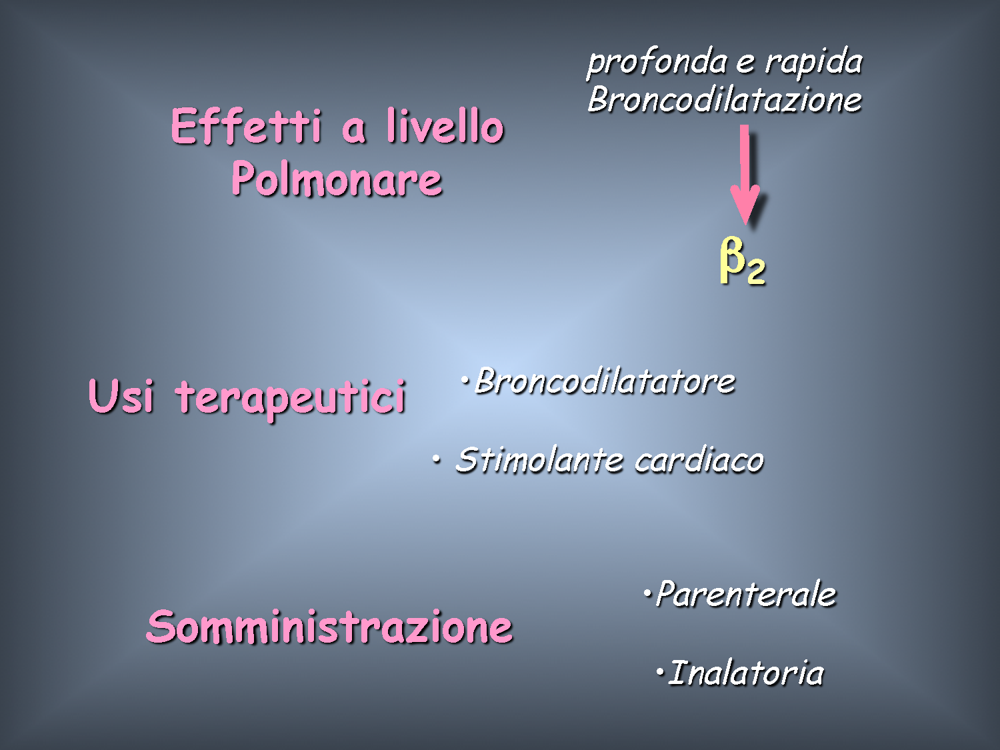 Effetti a livello
Polmonare
profonda e rapida
Broncodilatazione
β2
Usi terapeutici
•Broncodilatatore
• Stimolante cardiaco
Somministrazione
•Parenterale
•Inalatoria